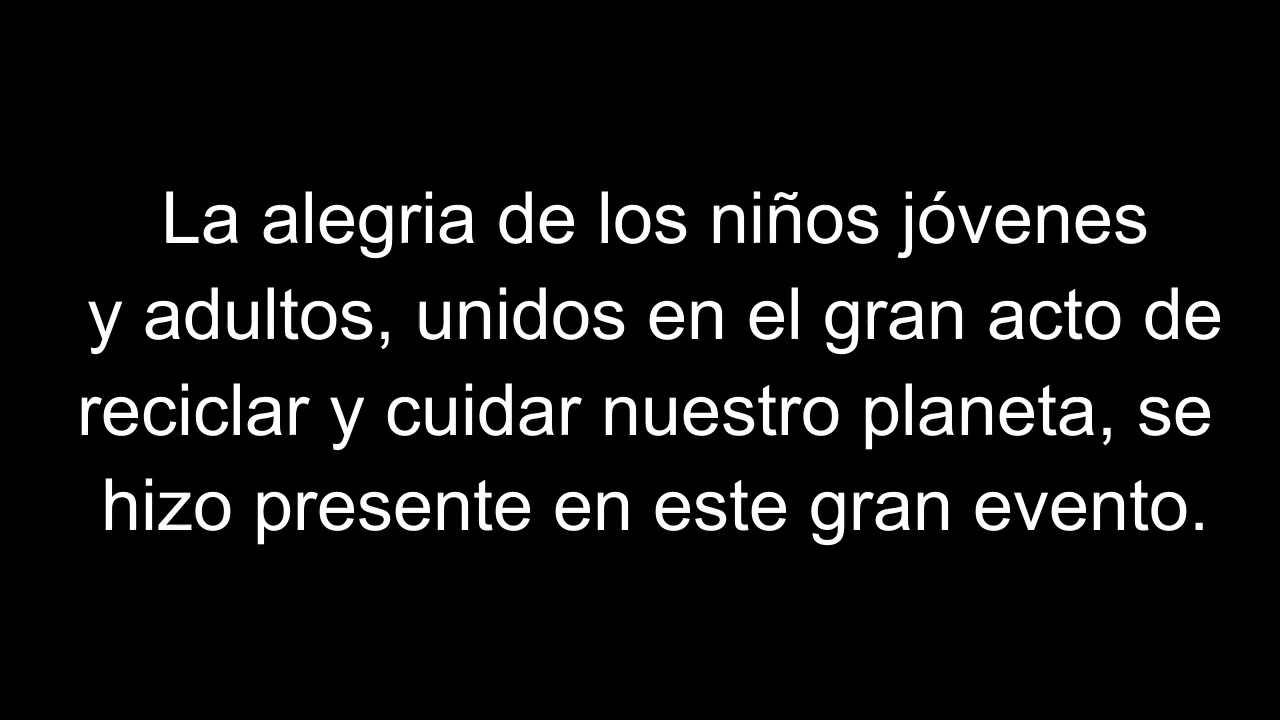 La alegria de los niños jóvenes
y adultos, unidos en el gran acto de
reciclar y cuidar nuestro planeta, se
hizo presente en este gran evento.